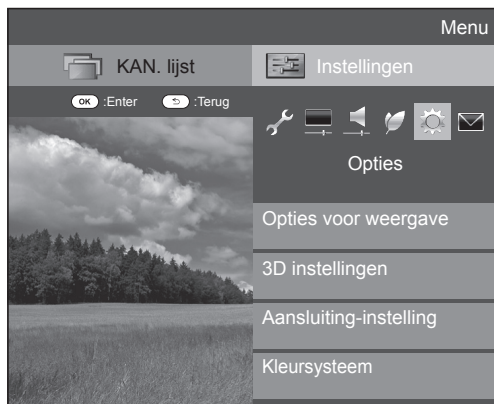 Menu
KAN. lijst
Instellingen
OK :Enter :Terug
Opties
Opties voor weergave
3D instellingen
Aansluiting-instelling
Kleursysteem